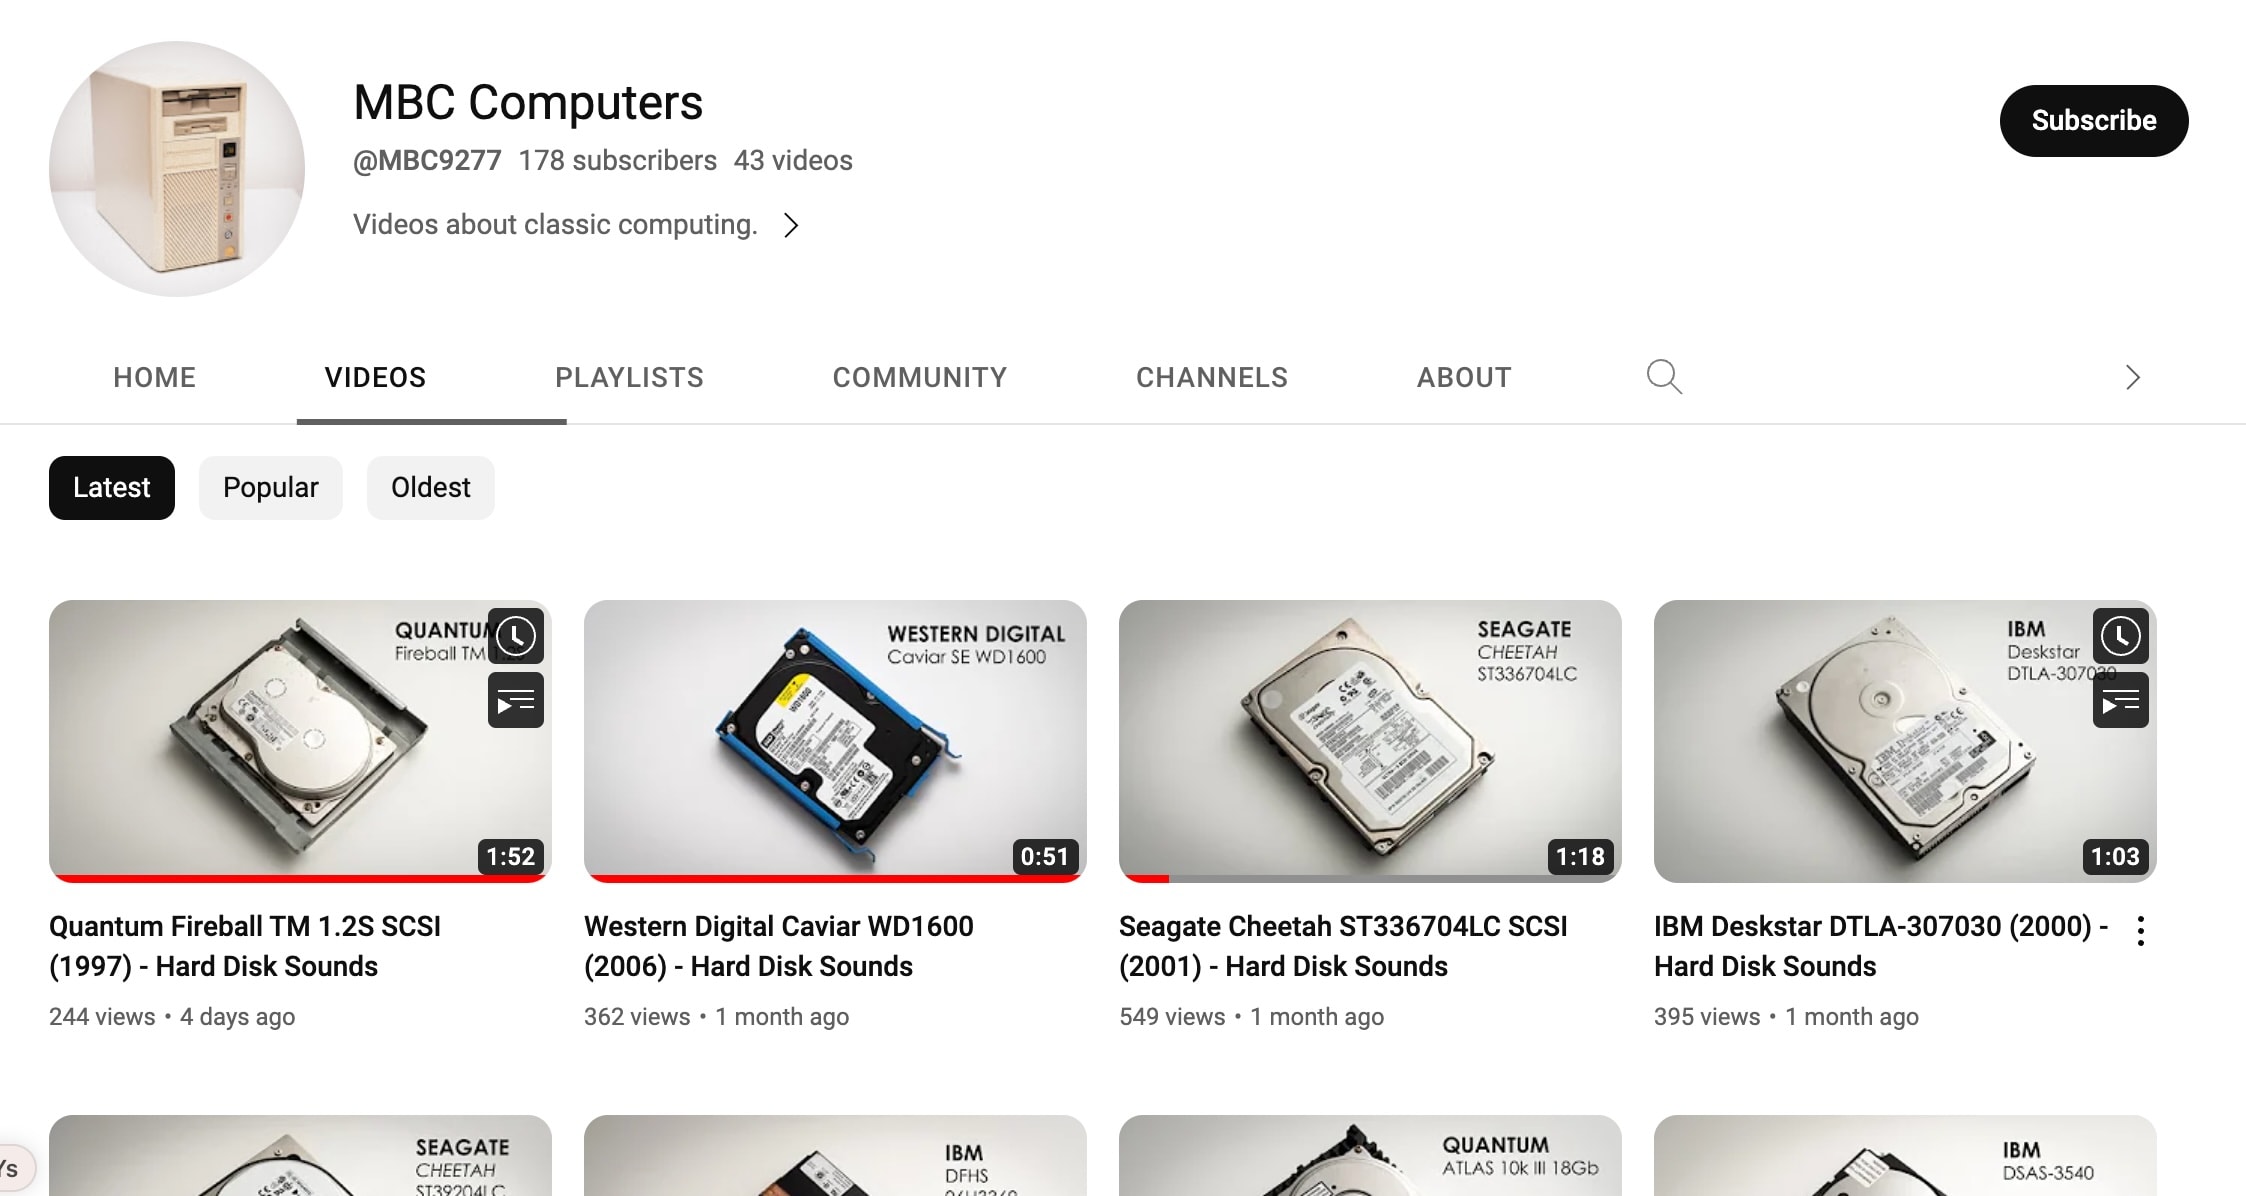 MBC Computers
@MBC9277 178 subscribers 43 videos
Videos about classic computing.
Subscribe
HOME VIDEOS PLAYLISTS COMMUNITY CHANNELS ABOUT
Latest Popular Oldest
QUANTUM
Fireball TM 1.2S
1:52
WESTERN DIGITAL
Caviar SE WD1600
WD1600
0:51
SEAGATE
CHEETAH
ST336704LC
1:18
IBM
Deskstar
DTLA-307030
1:03
Quantum Fireball TM 1.2S SCSI
(1997) - Hard Disk Sounds
244 views • 4 days ago
Western Digital Caviar WD1600
(2006) - Hard Disk Sounds
362 views • 1 month ago
Seagate Cheetah ST336704LC SCSI
(2001) - Hard Disk Sounds
549 views • 1 month ago
IBM Deskstar DTLA-307030 (2000) -
Hard Disk Sounds
395 views • 1 month ago
SEAGATE
CHEETAH
ST39204LC
IBM
DFHS
QUANTUM
ATLAS 10k III 18Gb
IBM
DSAS-3540